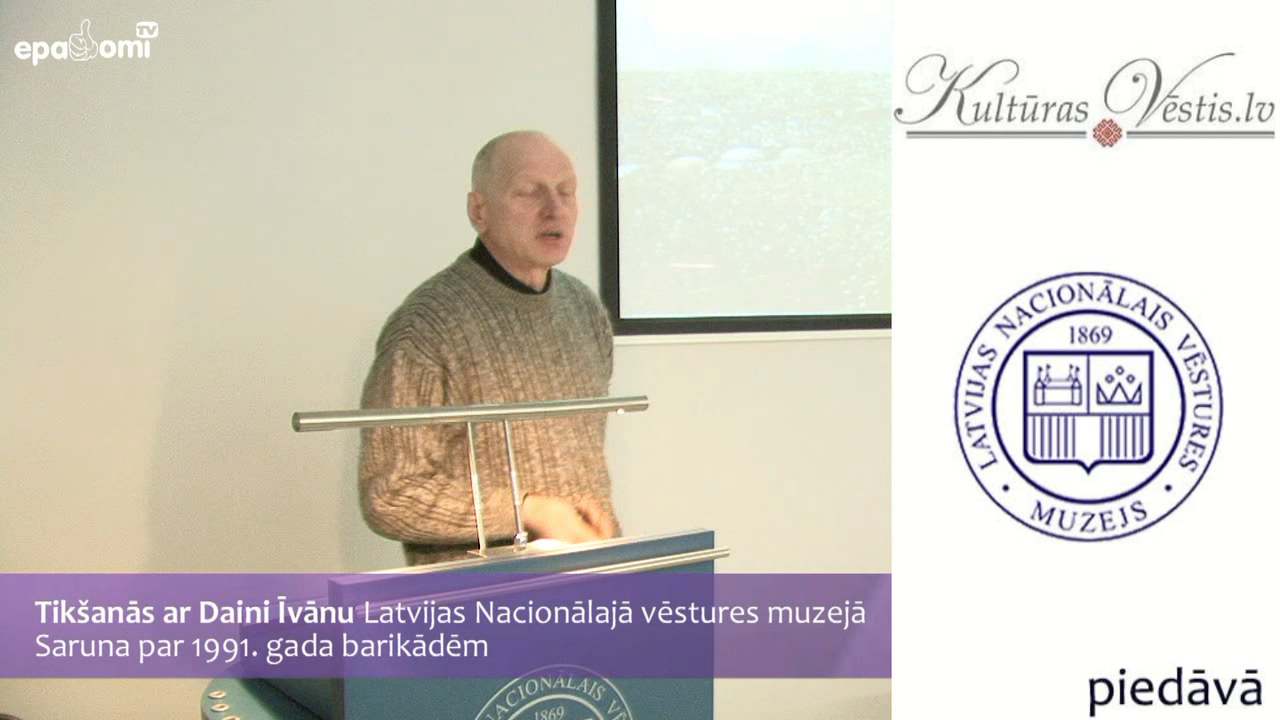 epadomi TV
Kultūras Vēstis.lv
LATVIJAS NACIONĀLAIS VĒSTURES
1869
MUZEJS
Tikšanās ar Daini Īvānu Latvijas Nacionālajā vēstures muzejā
Saruna par 1991. gada barikādēm
NACIONĀLAIS
1869
piedāvā